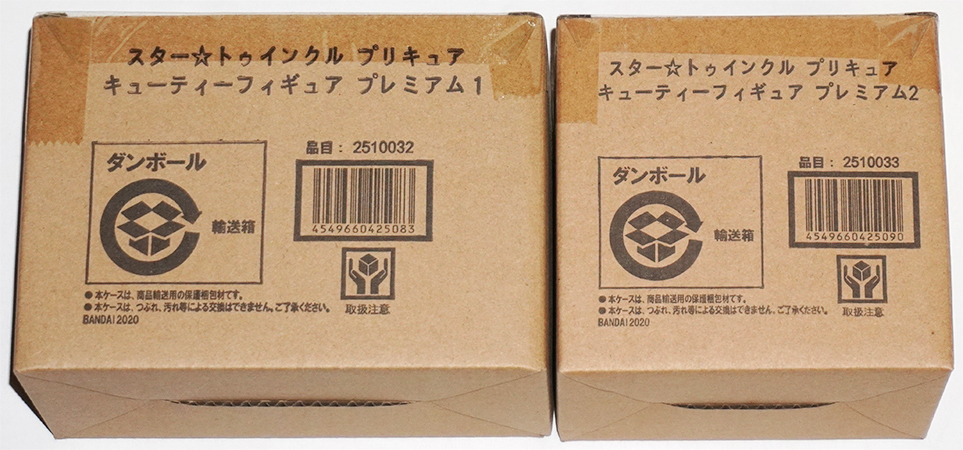 スター☆トゥインクル プリキュア
キューティーフィギュア プレミアム1
ダンボール
輸送箱
品目: 2510032
4549660425083
取扱注意
●本ケースは、商品輸送用の保護梱包材です。
●本ケースは、つぶれ、汚れ等による交換はできません。ご了承ください。
BANDAI2020
スター☆トゥインクル プリキュア
キューティーフィギュア プレミアム2
ダンボール
輸送箱
品目: 2510033
4549660425090
取扱注意
●本ケースは、商品輸送用の保護梱包材です。
●本ケースは、つぶれ、汚れ等による交換はできません。ご了承ください。
BANDAI2020